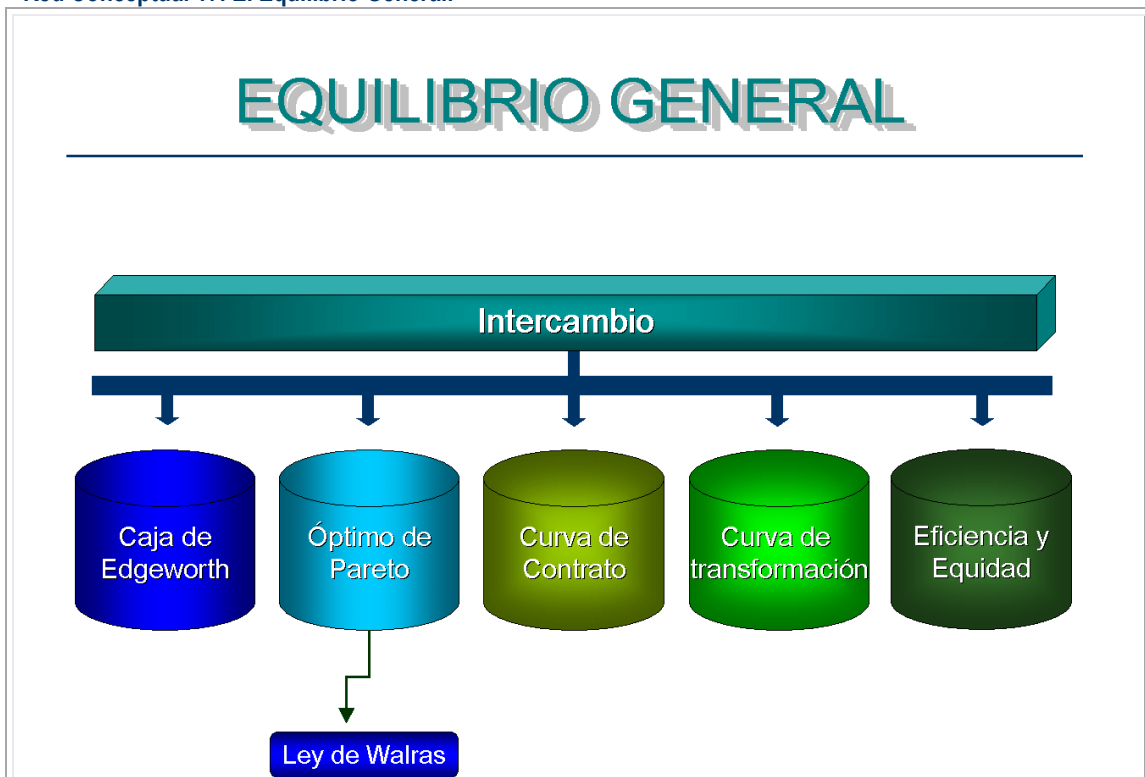 EQUILIBRIO GENERAL
Intercambio
Caja de
Edgeworth
Óptimo de
Pareto
Curva de
Contrato
Curva de
transformación
Eficiencia y
Equidad
Ley de Walras